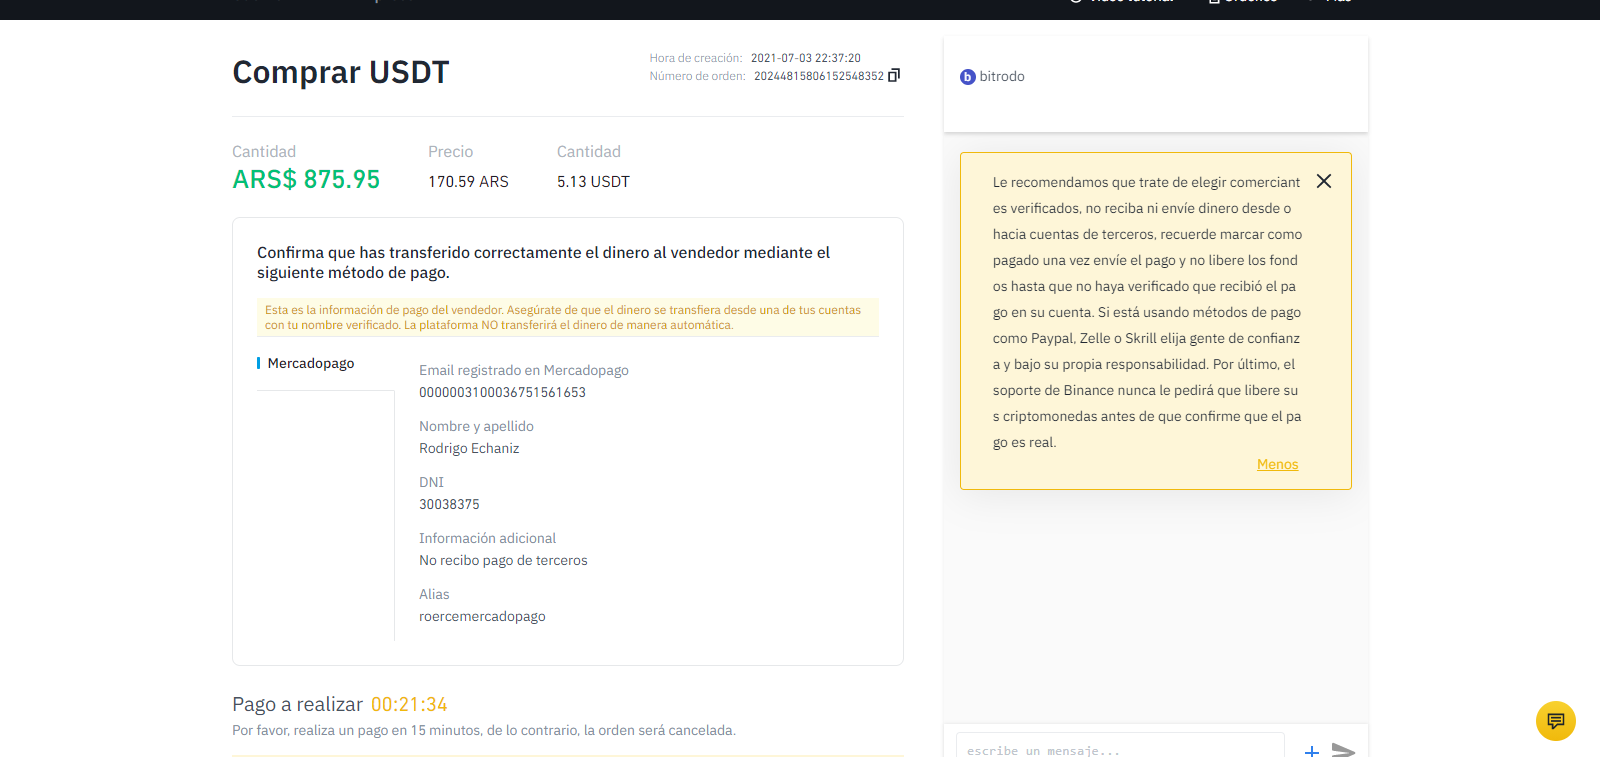 Comprar USDT
Hora de creación: 2021-07-03 22:37:20
Número de orden: 20244815806152548352
Cantidad Precio Cantidad
ARS$ 875.95 170.59 ARS 5.13 USDT
Confirma que has transferido correctamente el dinero al vendedor mediante el
siguiente método de pago.
Esta es la información de pago del vendedor. Asegúrate de que el dinero se transfiera desde una de tus cuentas
con tu nombre verificado. La plataforma NO transferirá el dinero de manera automática.
Mercadopago
Email registrado en Mercadopago
0000003100036751561653
Nombre y apellido
Rodrigo Echaniz
DNI
30038375
Información adicional
No recibo pago de terceros
Alias
roercemercadopago
Pago a realizar 00:21:34
Por favor, realiza un pago en 15 minutos, de lo contrario, la orden será cancelada.
b bitrodo
Le recomendamos que trate de elegir comerciant
es verificados, no reciba ni envíe dinero desde o
hacia cuentas de terceros, recuerde marcar como
pagado una vez envíe el pago y no libere los fond
os hasta que no haya verificado que recibió el pa
go en su cuenta. Si está usando métodos de pago
como Paypal, Zelle o Skrill elija gente de confianz
a y bajo su propia responsabilidad. Por último, el
soporte de Binance nunca le pedirá que libere su
s criptomonedas antes de que confirme que el pa
go es real.
Menos
escribe un mensaje...